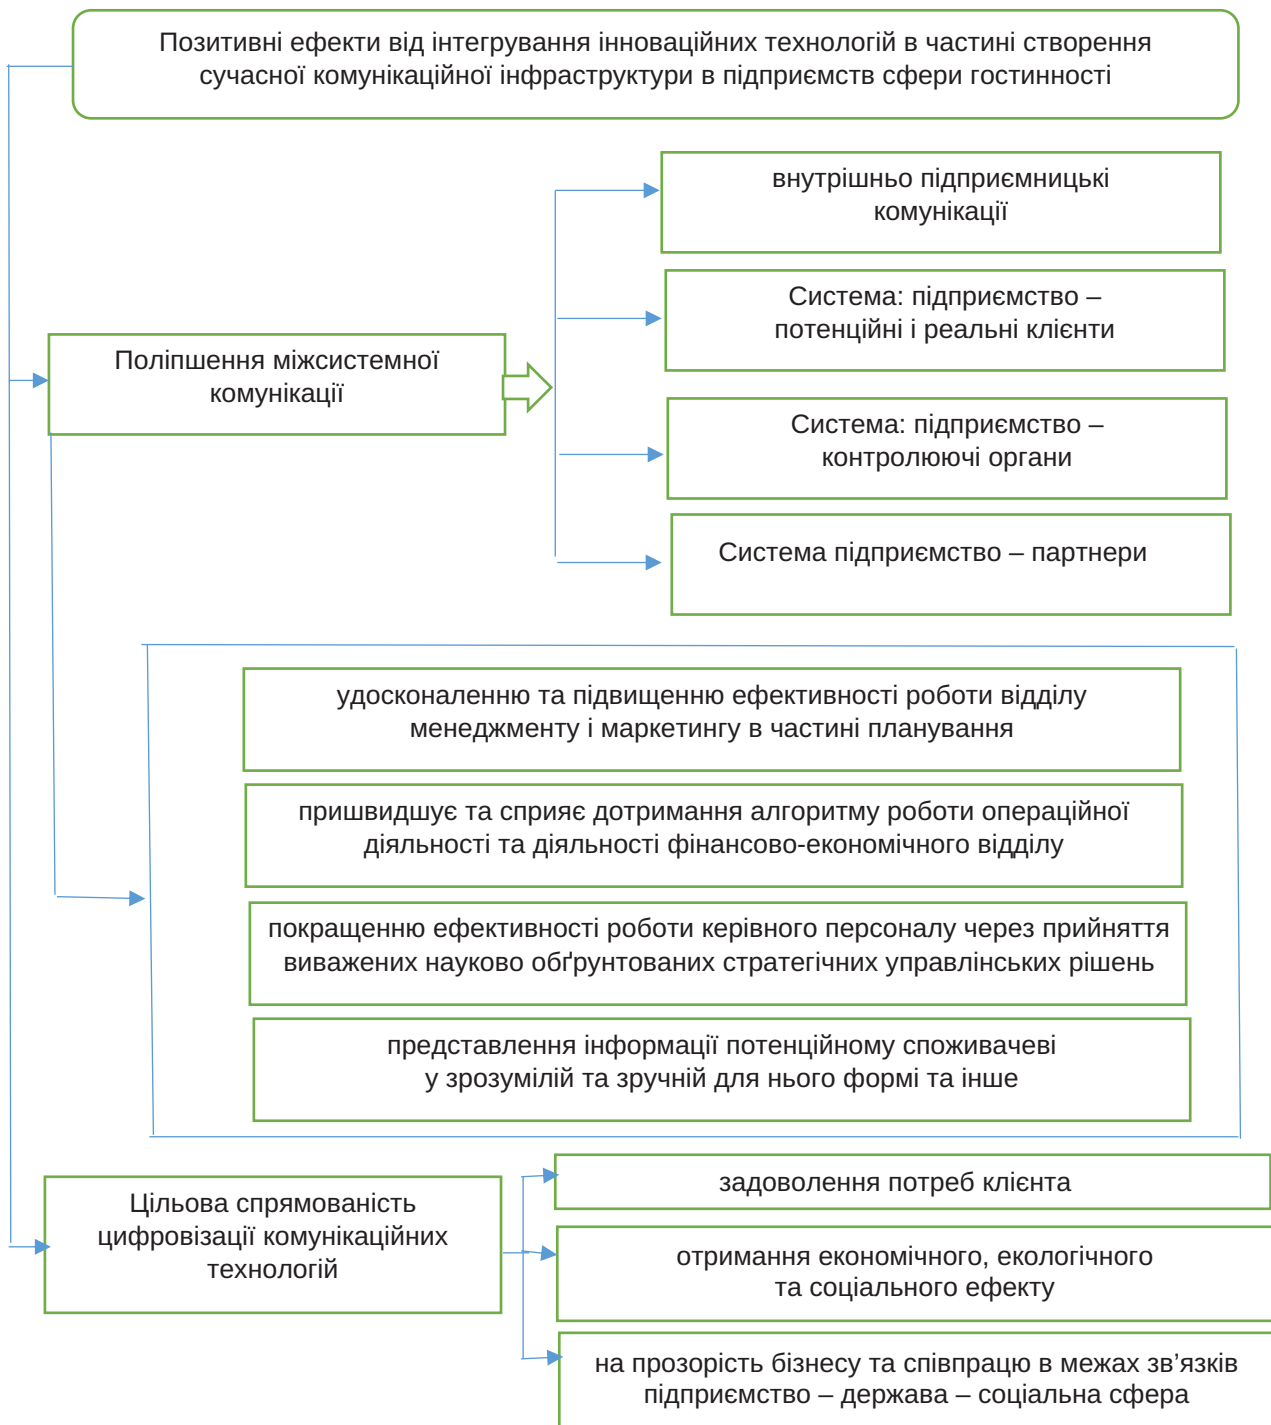 Позитивні ефекти від інтегрування інноваційних технологій в частині створення
сучасної комунікаційної інфраструктури в підприємств сфери гостинності
внутрішньо підприємницькі
комунікації
Система: підприємство –
потенційні і реальні клієнти
Поліпшення міжсистемної
комунікації
Система: підприємство –
контролюючі органи
Система підприємство – партнери
удосконаленню та підвищенню ефективності роботи відділу
менеджменту і маркетингу в частині планування
пришвидшує та сприяє дотримання алгоритму роботи операційної
діяльності та діяльності фінансово-економічного відділу
покращенню ефективності роботи керівного персоналу через прийняття
виважених науково обґрунтованих стратегічних управлінських рішень
представлення інформації потенційному споживачеві
у зрозумілій та зручній для нього формі та інше
Цільова спрямованість
цифровізації комунікаційних
технологій
задоволення потреб клієнта
отримання економічного, екологічного
та соціального ефекту
на прозорість бізнесу та співпрацю в межах зв’язків
підприємство – держава – соціальна сфера